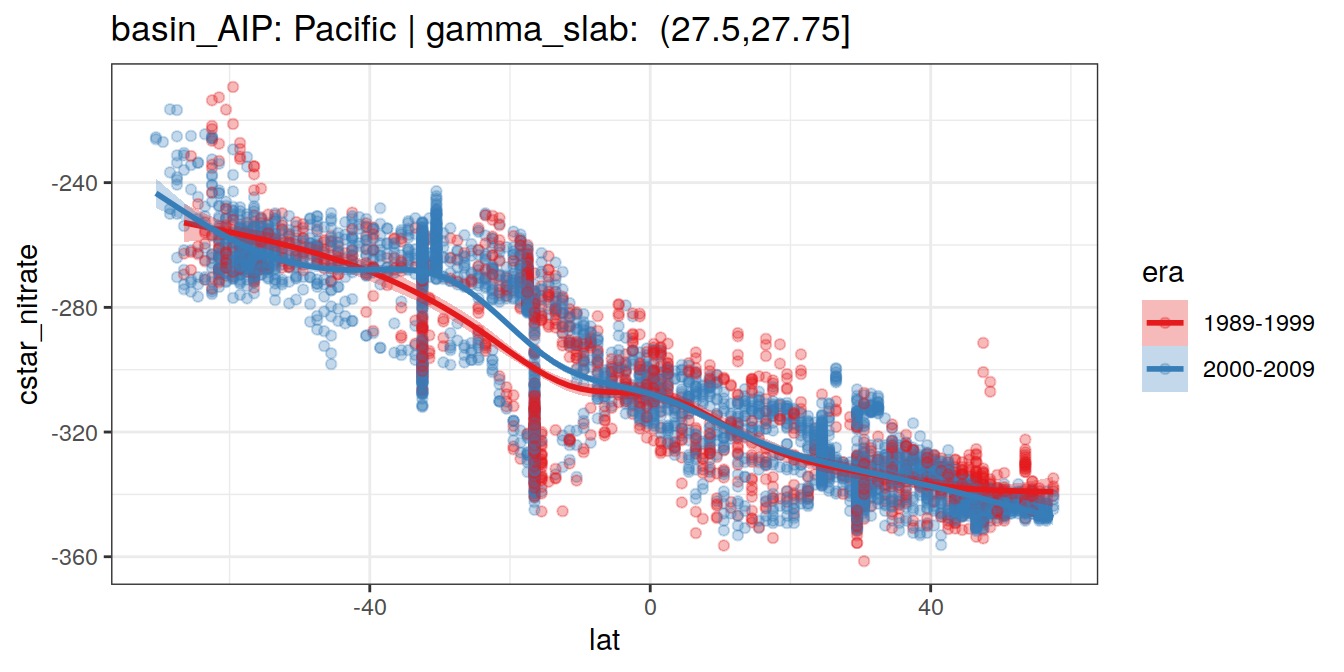 basin_AIP: Pacific | gamma_slab:  (27.5,27.75]
cstar_nitrate
-240
-280
-320
-360
-40
0
40
lat
era
1989-1999
2000-2009